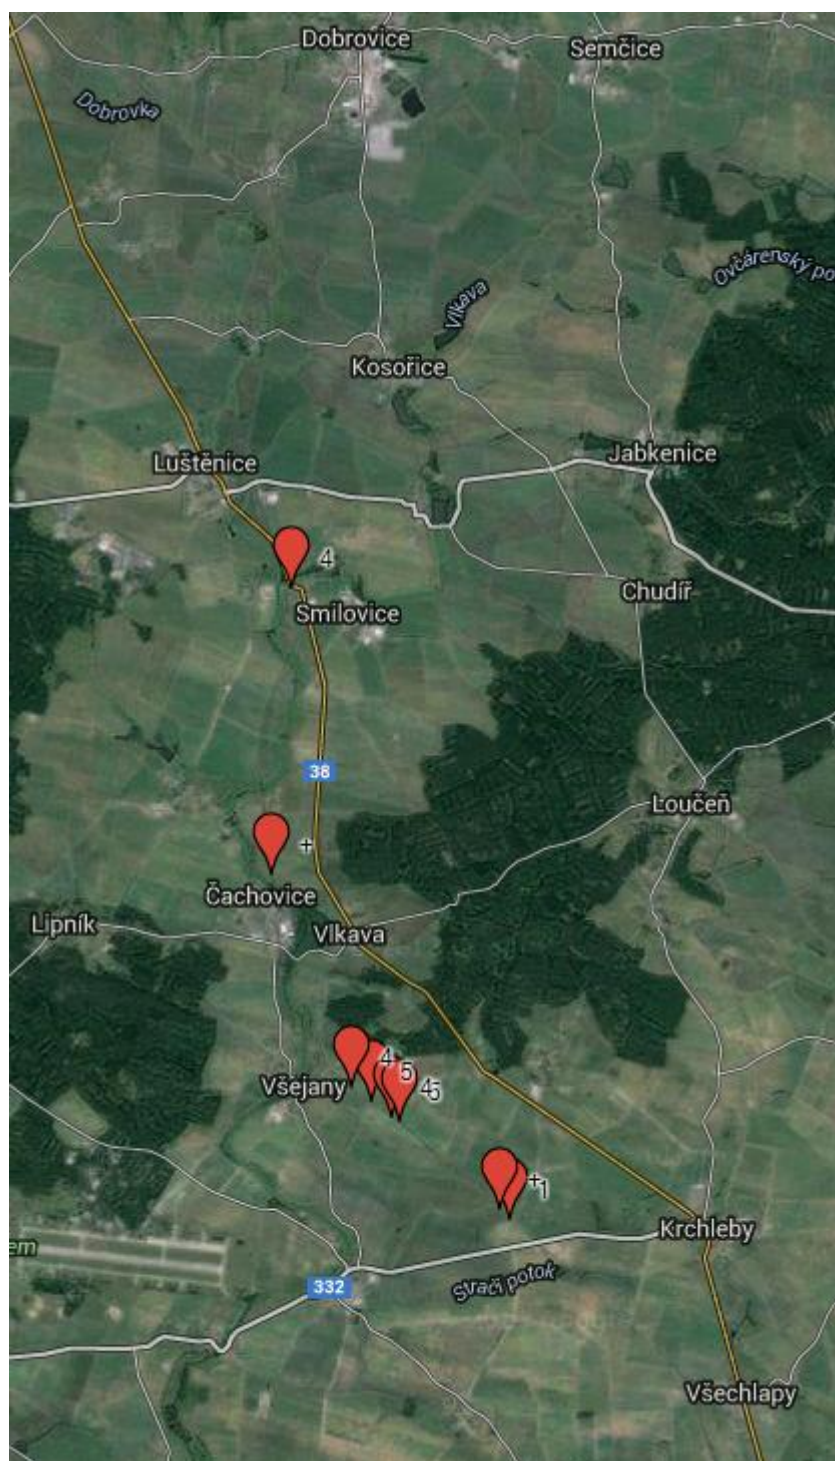 Dobrovice
Semčice
Dobrovka
Ovčárenský po
Vlkava
Kosořice
Luštěnice
Jabkenice
4
Chudíř
Smilovice
38
Loučeň
+
Čachovice
Lipník
Vlkava
4
5
45
Všejany
+
1
Krchleby
em
332
Stračí potok
Všechlapy